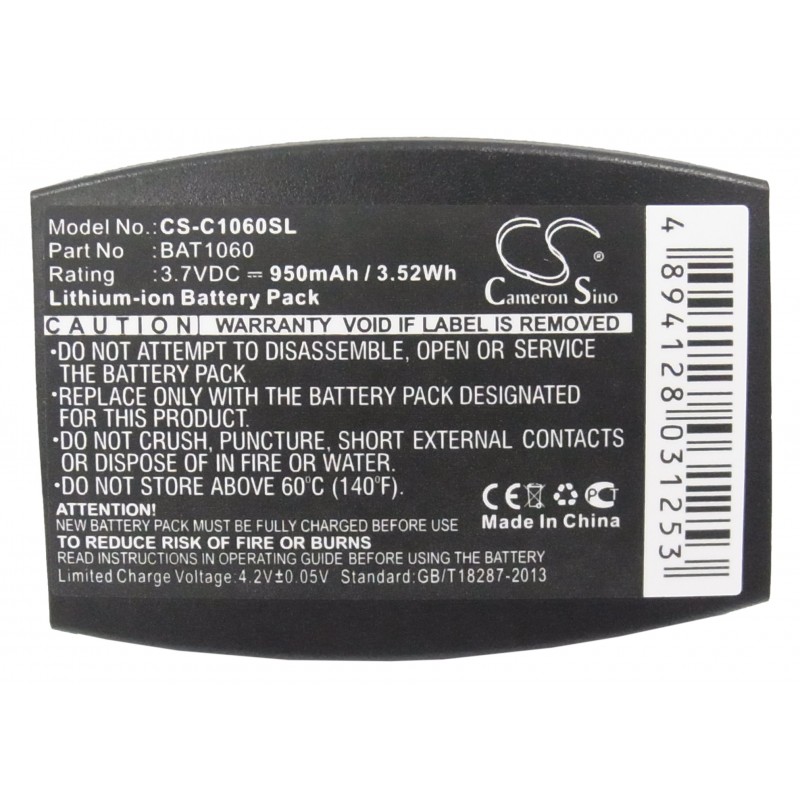 Model No.:CS-C1060SL
Part No :BAT1060
Rating :3.7VDC ⎓ 950mAh / 3.52Wh
Lithium-ion Battery Pack
CS
Cameron Sino
CAUTION WARRANTY VOID IF LABEL IS REMOVED
•DO NOT ATTEMPT TO DISASSEMBLE, OPEN OR SERVICE
THE BATTERY PACK
•REPLACE ONLY WITH THE BATTERY PACK DESIGNATED
FOR THIS PRODUCT.
•DO NOT CRUSH, PUNCTURE, SHORT EXTERNAL CONTACTS
OR DISPOSE OF IN FIRE OR WATER.
•DO NOT STORE ABOVE 60°C (140°F).
ATTENTION:
NEW BATTERY PACK MUST BE FULLY CHARGED BEFORE USE
TO REDUCE RISK OF FIRE OR BURNS
READ INSTRUCTIONS IN OPERATING GUIDE BEFORE USING THE BATTERY
Limited Charge Voltage:4.2V±0.05V Standard:GB/T18287-2013
CE PCT
Made In China
4 894128 031253